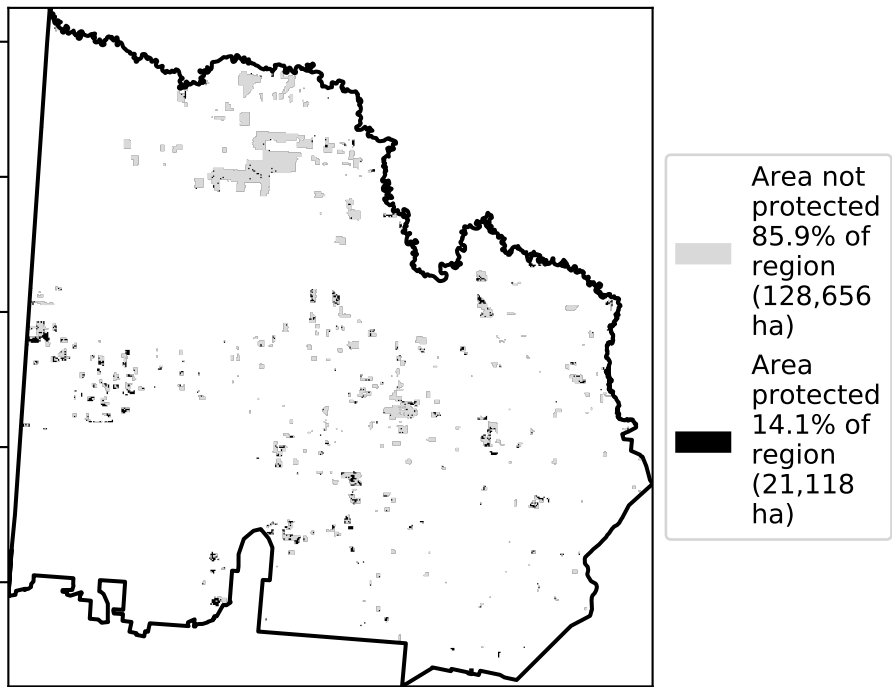 Area not
protected
85.9% of
region
(128,656
ha)
Area
protected
14.1% of
region
(21,118
ha)